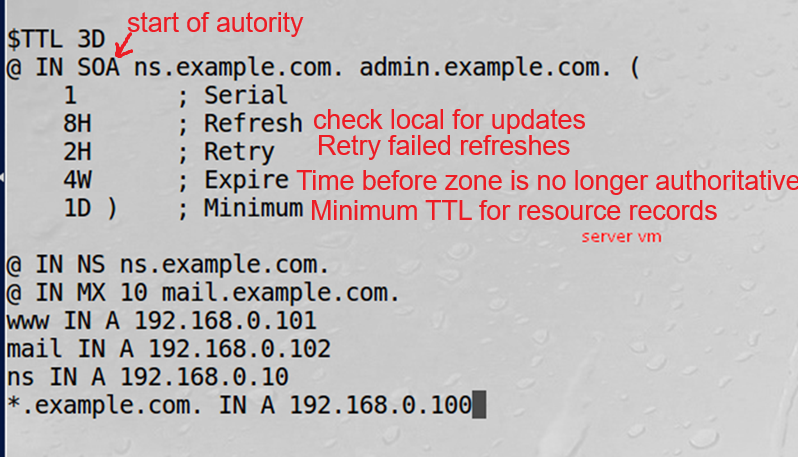 start of autority
$TTL 3D
@ IN SOA ns.example.com. admin.example.com. (
1 ; Serial
8H ; Refresh check local for updates
2H ; Retry Retry failed refreshes
4W ; Expire Time before zone is no longer authoritative
1D ) ; Minimum Minimum TTL for resource records
server vm
@ IN NS ns.example.com.
@ IN MX 10 mail.example.com.
www IN A 192.168.0.101
mail IN A 192.168.0.102
ns IN A 192.168.0.10
*.example.com. IN A 192.168.0.100